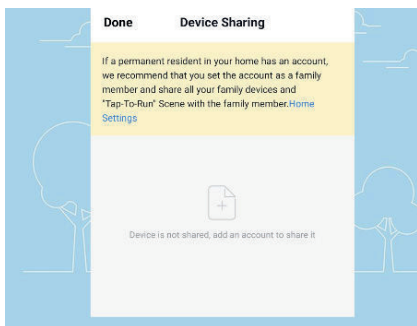 Done Device Sharing
If a permanent resident in your home has an account,
we recommend that you set the account as a family
member and share all your family devices and
"Tap-To-Run" Scene with the family member.Home
Settings
Device is not shared, add an account to share it